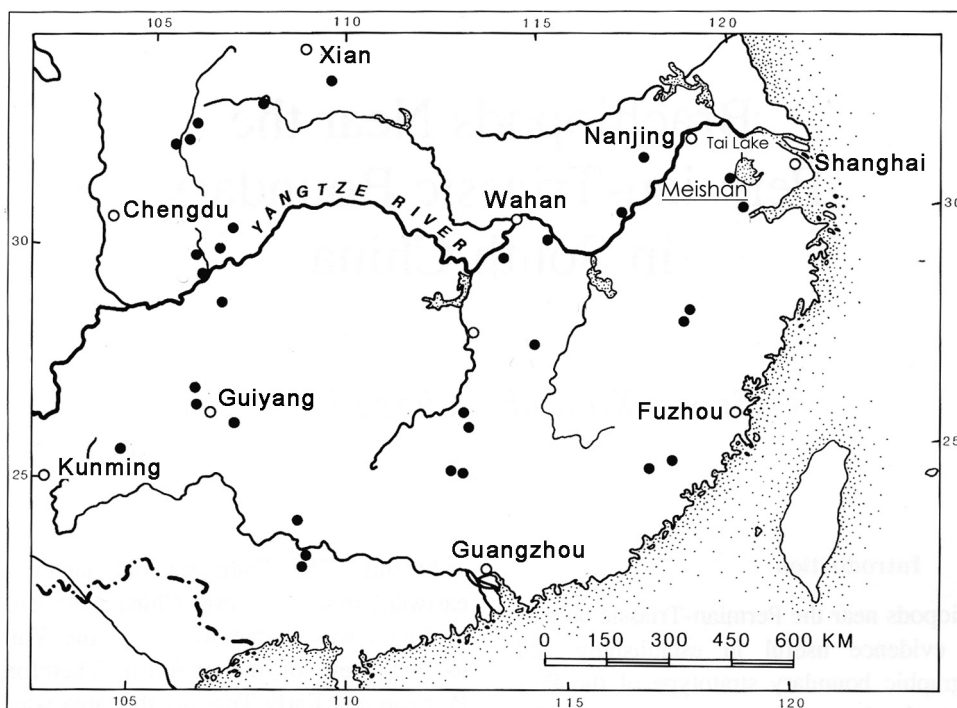 105 110 115 120
Xian
Nanjing
Tai Lake
Shanghai
Meishan
30
Chengdu
YANGTZE RIVER
Wahan
30
Guiyang
Fuzhou
25
Kunming
25
Guangzhou
0 150 300 450 600 KM
105 110 115 120